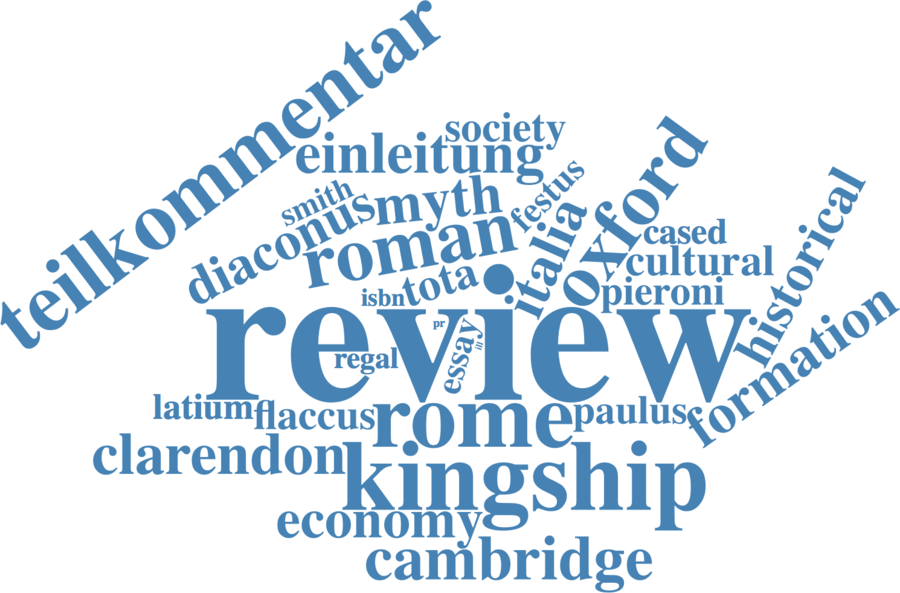 teilkommentar
society
einleitung
smith
diaconus
myth
festus
roman
italia
oxford
cased
cultural
historical
isbn
tota
pieroni
review
pr
essay
ill
regal
formation
latium
flaccus
rome
paulus
clarendon
kingship
economy
cambridge